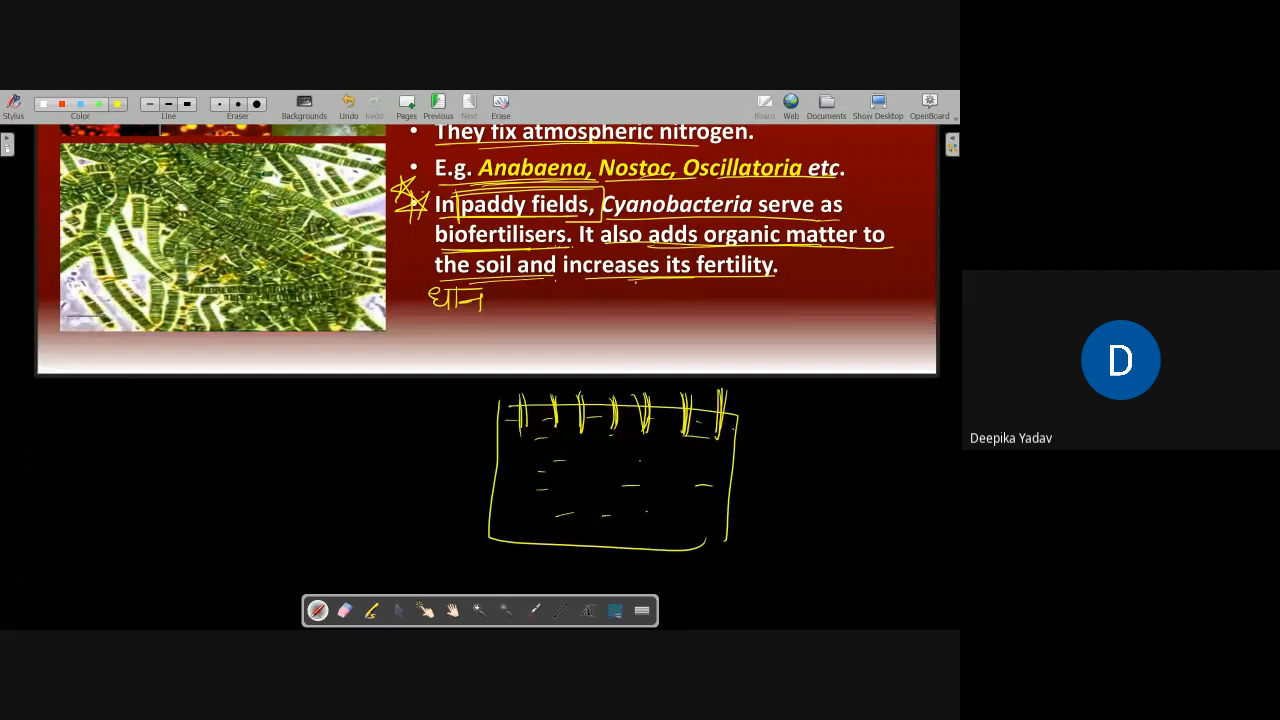 Stylus
Color
Line
Eraser
Backgrounds
Undo
Redo
Pages
Previous
Next
Erase
Board
Web
Documents
Show Desktop
OpenBoard
• They fix atmospheric nitrogen.
• E.g. Anabaena, Nostoc, Oscillatoria etc.
• In paddy fields, Cyanobacteria serve as
biofertilisers. It also adds organic matter to
the soil and increases its fertility.
धान
D
Deepika Yadav